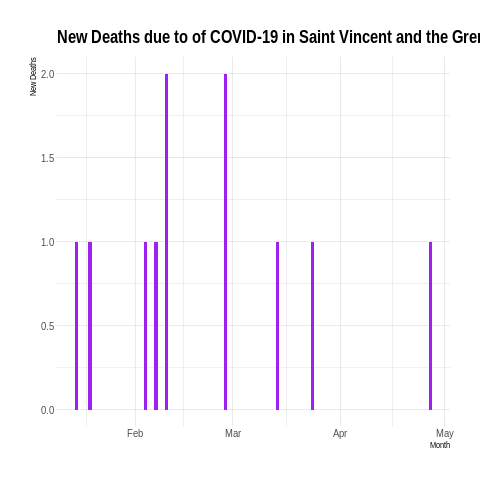 New Deaths due to of COVID-19 in Saint Vincent and the Gren
New Deaths
2.0
1.5
1.0
0.5
0.0
Feb Mar Apr May
Month